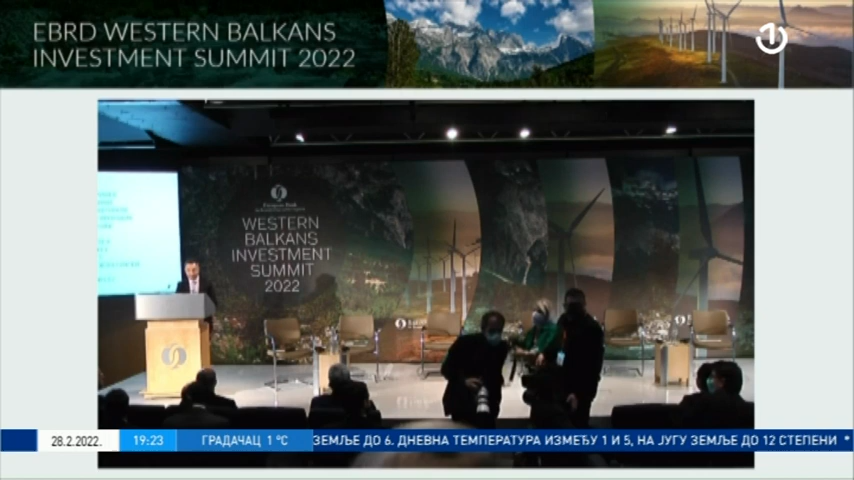 EBRD WESTERN BALKANS
INVESTMENT SUMMIT 2022
WESTERN
BALKANS
INVESTMENT
SUMMIT
2022
28.2.2022. 19:23 ГРАДАЧАЦ 1 °C ЗЕМЉЕ ДО 6. ДНЕВНА ТЕМПЕРАТУРА ИЗМЕЂУ 1 И 5, НА ЈУГУ ЗЕМЉЕ ДО 12 СТЕПЕНИ *